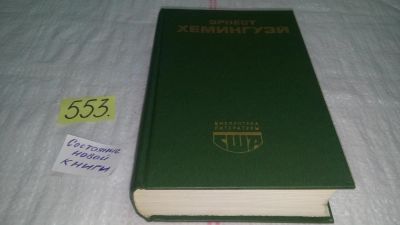 ЭРНЕСТ
ХЕМИНГУЭЙ
БИБЛИОТЕКА
ЛИТЕРАТУРЫ
США
553.
Состояние
новой
книги